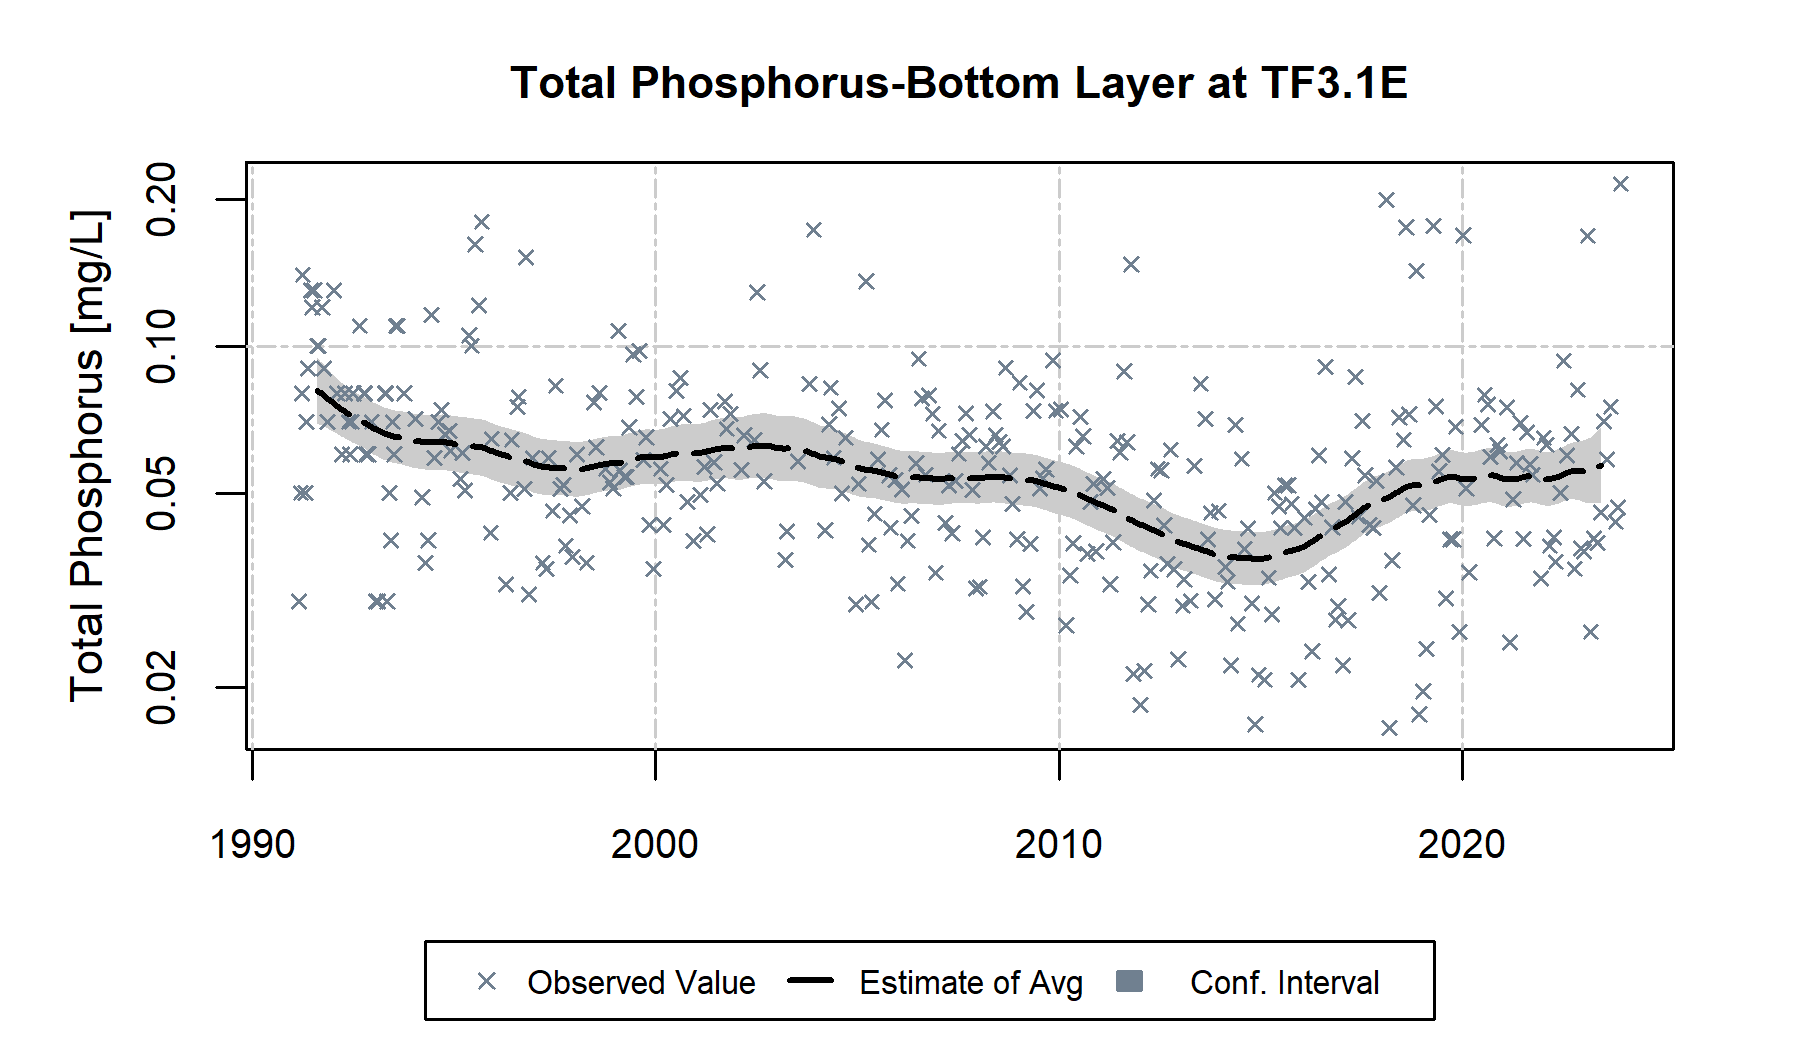 Total Phosphorus-Bottom Layer at TF3.1E
Total Phosphorus [mg/L]
0.20
0.10
0.05
0.02
1990 2000 2010 2020
Observed Value Estimate of Avg Conf. Interval